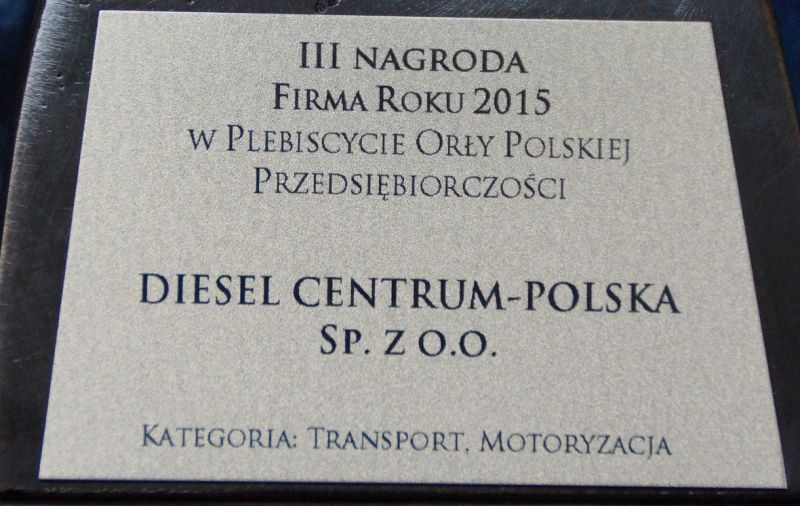 III NAGRODA
FIRMA ROKU 2015
W PLEBISCYCIE ORŁY POLSKIEJ
PRZEDSIĘBIORCZOŚCI
DIESEL CENTRUM-POLSKA
SP. Z O.O.
KATEGORIA: TRANSPORT, MOTORYZACJA